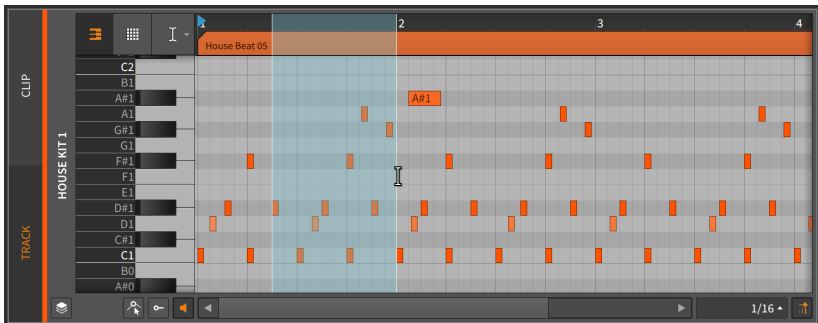 1 2 3 4
House Beat 05
CLIP
TRACK
HOUSE KIT 1
C2
B1
A#1
A#1
A1
G#1
G1
F#1
F1
E1
D#1
D1
C#1
C1
B0
A#0
1/16